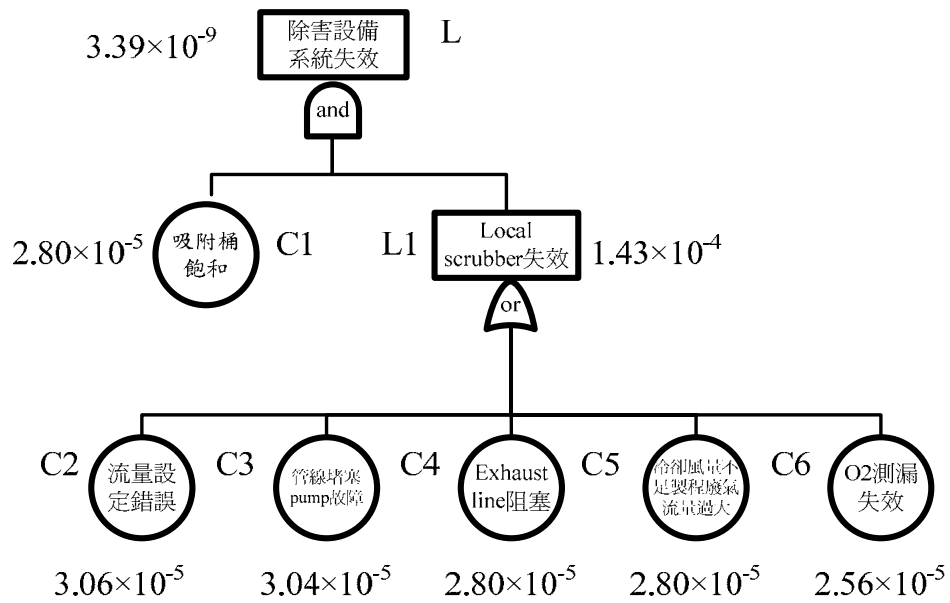 3.39×10⁻⁹
除害設備
系統失效
L
and
2.80×10⁻⁵
吸附桶
飽和
C1
L1
Local
scrubber失效
1.43×10⁻⁴
or
C2
流量設
定錯誤
C3
管線堵塞
pump故障
C4
Exhaust
line阻塞
C5
冷卻風量不
足製程廢氣
流量過大
C6
O2測漏
失效
3.06×10⁻⁵
3.04×10⁻⁵
2.80×10⁻⁵
2.80×10⁻⁵
2.56×10⁻⁵